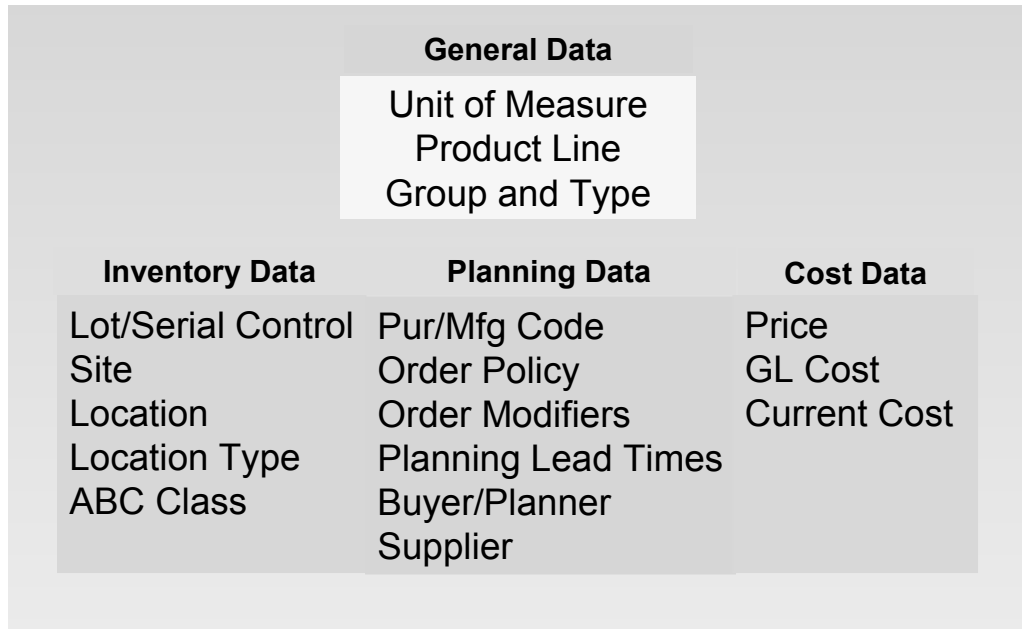 General Data
Unit of Measure
Product Line
Group and Type
Inventory Data
Lot/Serial Control
Site
Location
Location Type
ABC Class
Planning Data
Pur/Mfg Code
Order Policy
Order Modifiers
Planning Lead Times
Buyer/Planner
Supplier
Cost Data
Price
GL Cost
Current Cost